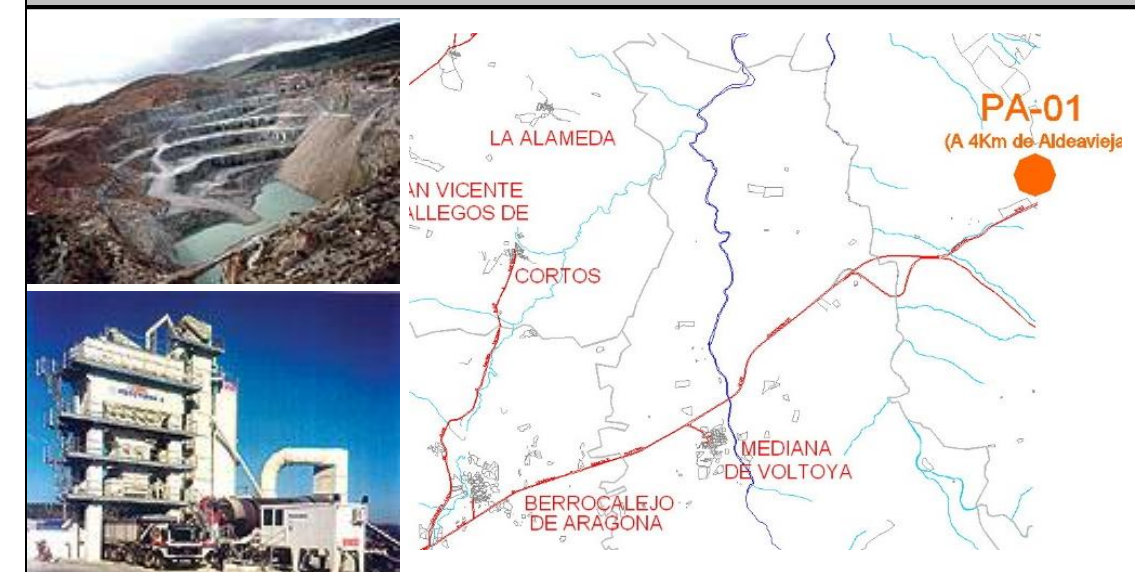 PA-01
(A 4Km de Aldeavieja
LA ALAMEDA
AN VICENTE
ALLEGOS DE
CORTOS
MEDIANA
DE VOLTOYA
BERROCALEJO
DE ARAGONA